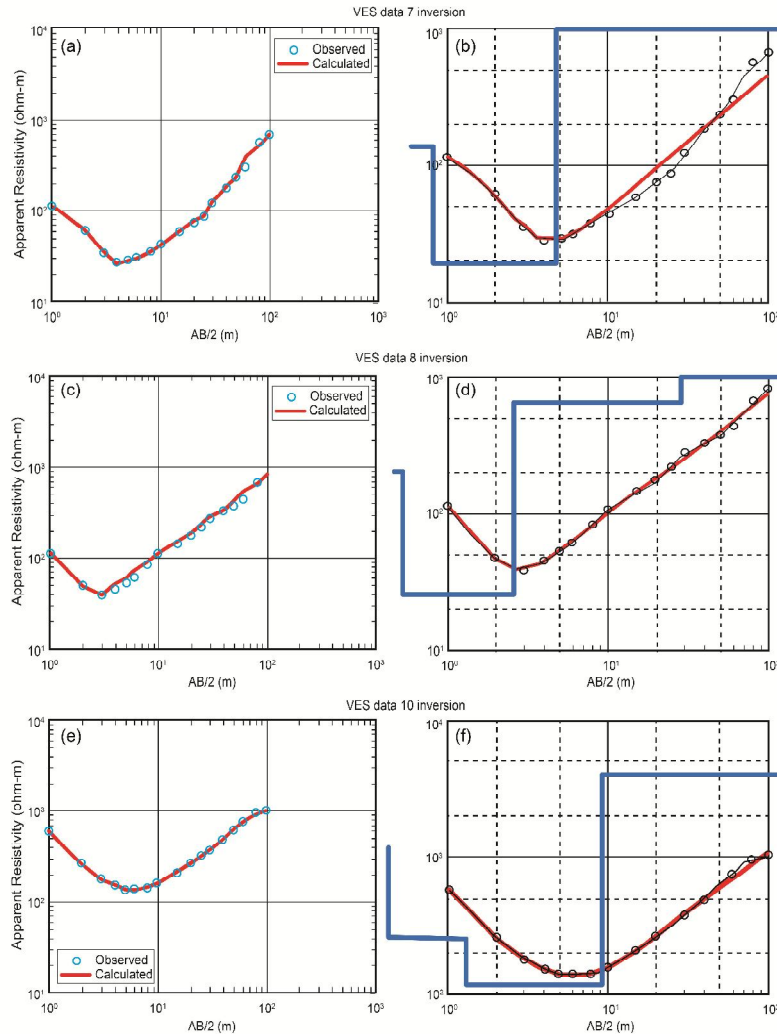 VES data 7 inversion
(a)
Observed
Calculated
Apparent Resistivity (ohm-m)
10⁴
10³
10²
10¹
10⁰
10¹
10²
10³
AB/2 (m)
(b)
10³
10²
10¹
10⁰
10¹
10²
AB/2 (m)
VES data 8 inversion
(c)
Observed
Calculated
Apparent Resistivity (ohm-m)
10⁴
10³
10²
10¹
10⁰
10¹
10²
10³
AB/2 (m)
(d)
10³
10²
10¹
10⁰
10¹
10²
AB/2 (m)
VES data 10 inversion
(e)
Observed
Calculated
Apparent Resistivity (ohm-m)
10⁴
10³
10²
10¹
10⁰
10¹
10²
10³
AB/2 (m)
(f)
10⁴
10³
10²
10⁰
10¹
10²
AB/2 (m)